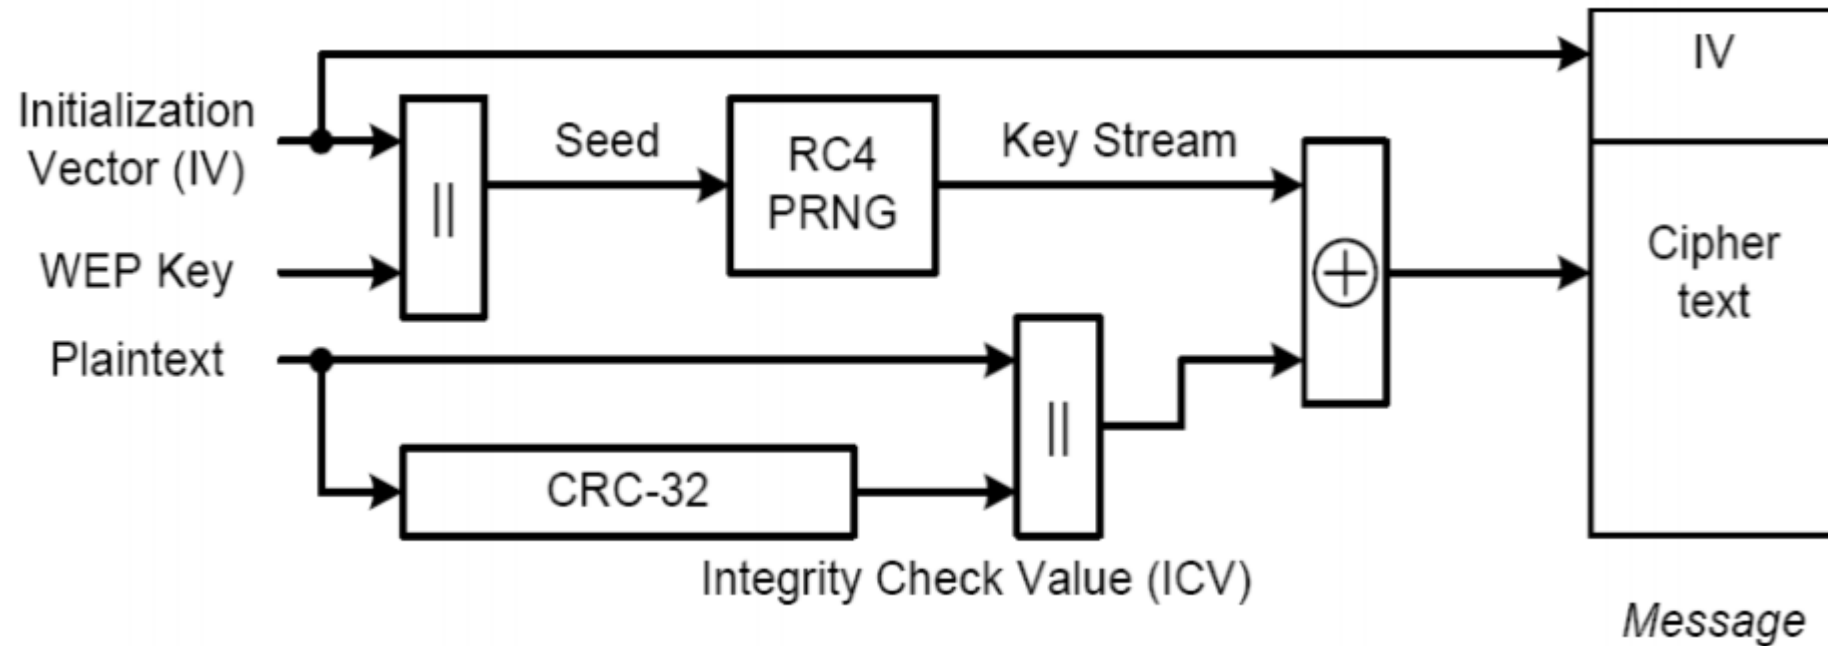 IV
Initialization
Vector (IV)
||
Seed
RC4
PRNG
Key Stream
WEP Key
Cipher
text
Plaintext
||
CRC-32
Integrity Check Value (ICV)
Message